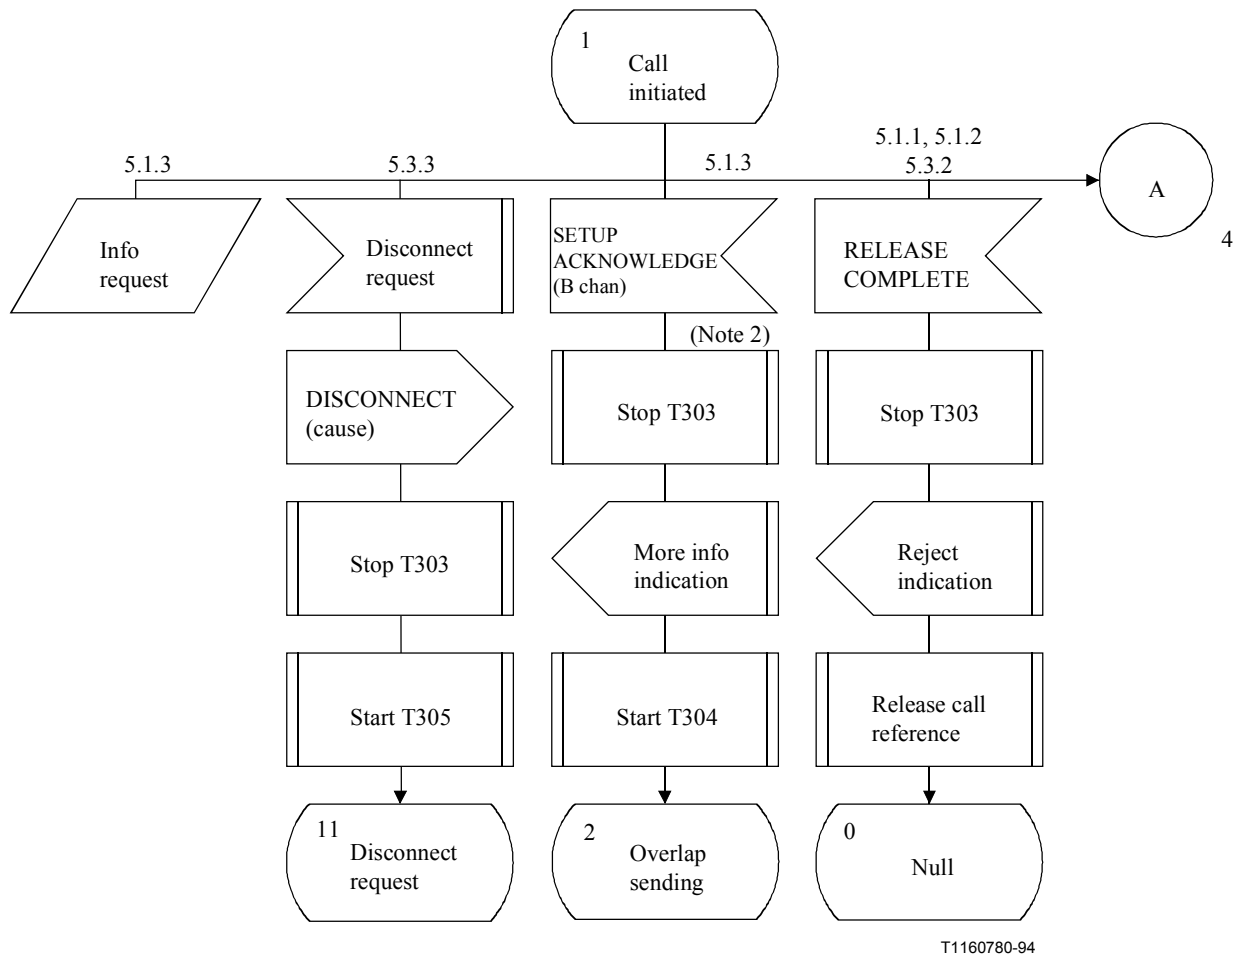 1
Call
initiated
5.1.3
5.3.3
5.1.3
5.1.1, 5.1.2
5.3.2
A
4
Info
request
Disconnect
request
SETUP
ACKNOWLEDGE
(B chan)
RELEASE
COMPLETE
(Note 2)
DISCONNECT
(cause)
Stop T303
Stop T303
Stop T303
More info
indication
Reject
indication
Start T305
Start T304
Release call
reference
11
Disconnect
request
2
Overlap
sending
0
Null
T1160780-94